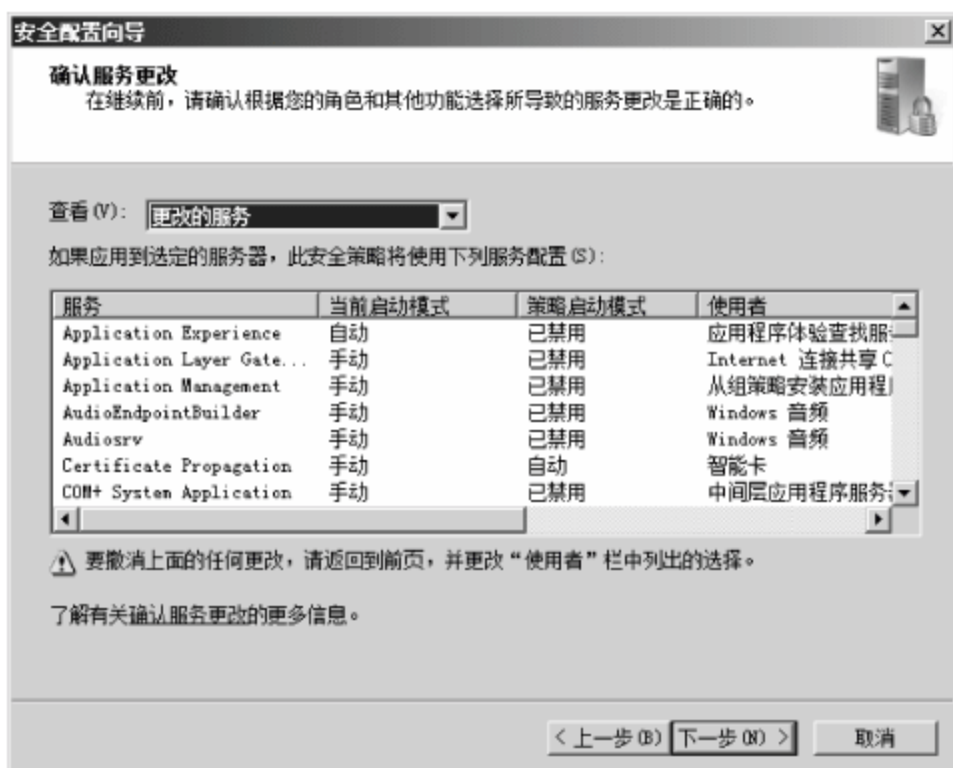 安全配置向导
确认服务更改
在继续前，请确认根据您的角色和其他功能选择所导致的服务更改是正确的。
查看(V): 更改的服务
如果应用到选定的服务器，此安全策略将使用下列服务配置(S):
服务 当前启动模式 策略启动模式 使用者
Application Experience 自动 已禁用 应用程序体验查找服
Application Layer Gate... 手动 已禁用 Internet 连接共享 C
Application Management 手动 已禁用 从组策略安装应用程
AudioEndpointBuilder 手动 已禁用 Windows 音频
Audiosrv 手动 已禁用 Windows 音频
Certificate Propagation 手动 自动 智能卡
COM+ System Application 手动 已禁用 中间层应用程序服务
要撤消上面的任何更改，请返回到前页，并更改“使用者”栏中列出的选择。
了解有关确认服务更改的更多信息。
< 上一步(B) 下一步(N) > 取消